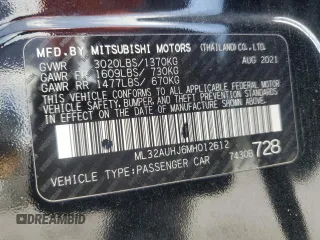 MFD.BY MITSUBISHI MOTORS (THAILAND)CO.,LTD.
GVWR 3020LBS/1370KG AUG 2021
GAWR FR 1609LBS/ 730KG
GAWR RR 1477LBS/ 670KG
THIS VEHICLE CONFORMS TO ALL APPLICABLE
FEDERAL MOTOR VEHICLE SAFETY, BUMPER, AND
THEFT PREVENTION STANDARDS IN EFFECT ON
THE DATE OF MANUFACTURE SHOWN ABOVE.
ML32AUHJ6MH012612
VEHICLE TYPE:PASSENGER CAR 7430B 728